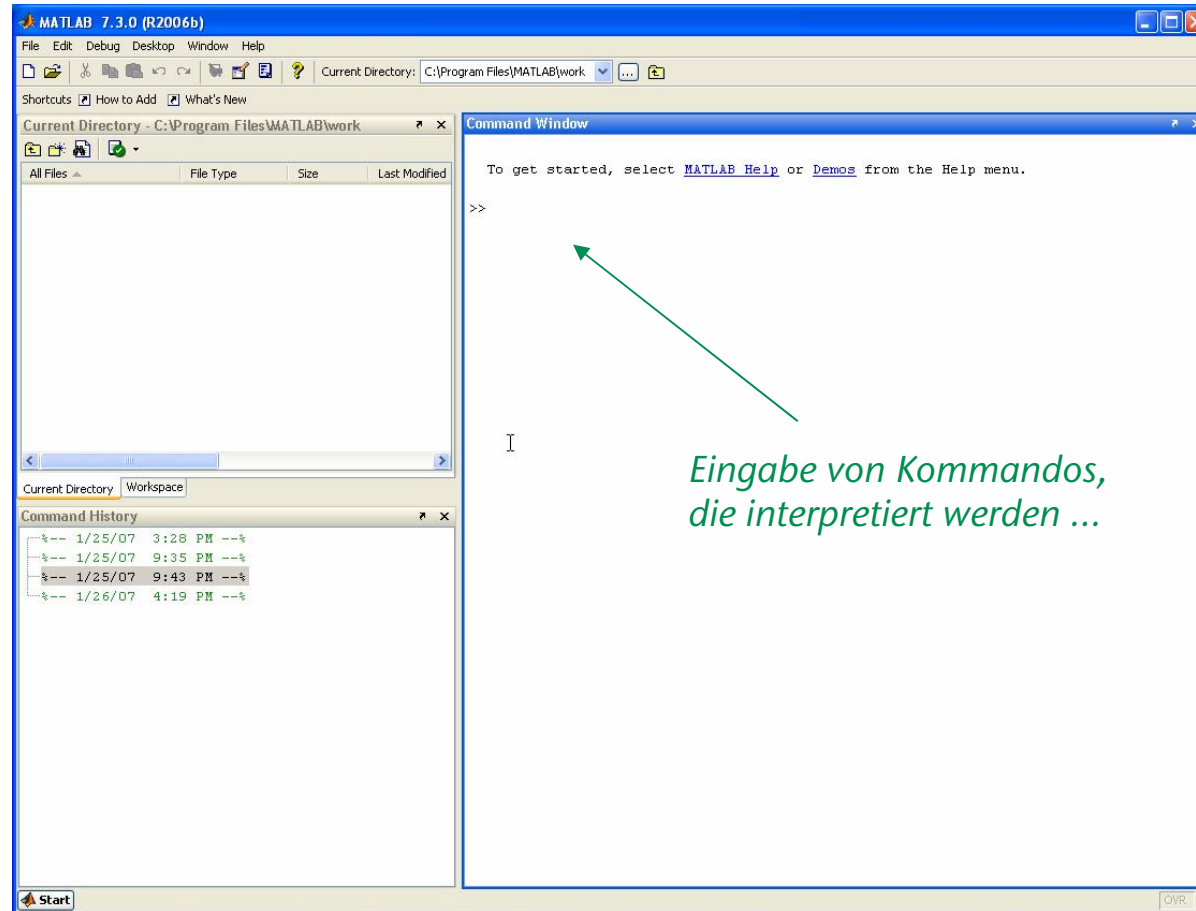 MATLAB 7.3.0 (R2006b)
File Edit Debug Desktop Window Help
Current Directory: C:\Program Files\MATLAB\work
Shortcuts How to Add What's New
Current Directory - C:\Program Files\MATLAB\work
All Files File Type Size Last Modified
Current Directory Workspace
Command History
%-- 1/25/07 3:28 PM --%
%-- 1/25/07 9:35 PM --%
%-- 1/25/07 9:43 PM --%
%-- 1/26/07 4:19 PM --%
Command Window
To get started, select MATLAB Help or Demos from the Help menu.
>>
Eingabe von Kommandos,
die interpretiert werden ...
Start
OVR